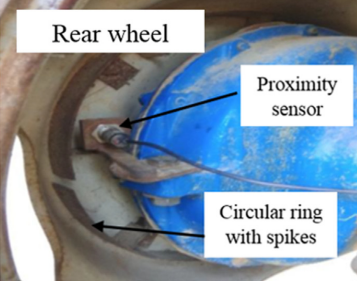 Rear wheel
Proximity
sensor
Circular ring
with spikes